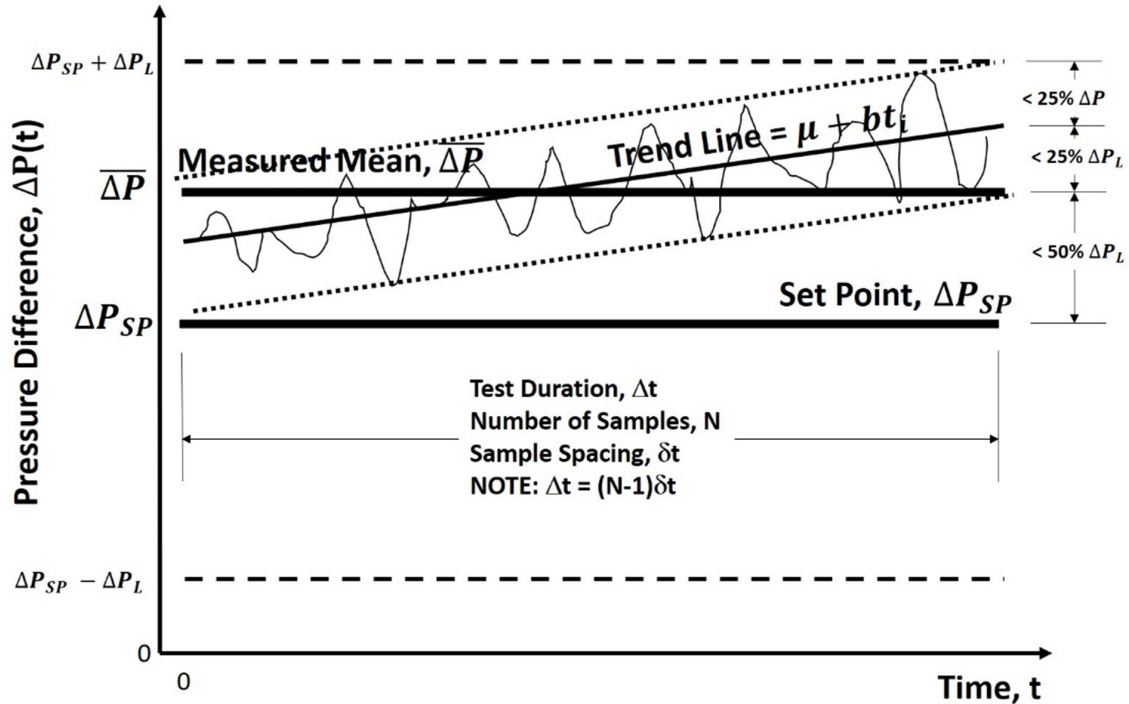 ΔP_SP + ΔP_L
< 25% ΔP
Trend Line = μ + bt_i
Measured Mean, \overline{ΔP}
< 25% ΔP_L
\overline{ΔP}
Pressure Difference, ΔP(t)
< 50% ΔP_L
Set Point, ΔP_SP
ΔP_SP
Test Duration, Δt
Number of Samples, N
Sample Spacing, δt
NOTE: Δt = (N-1)δt
ΔP_SP − ΔP_L
0
0
Time, t